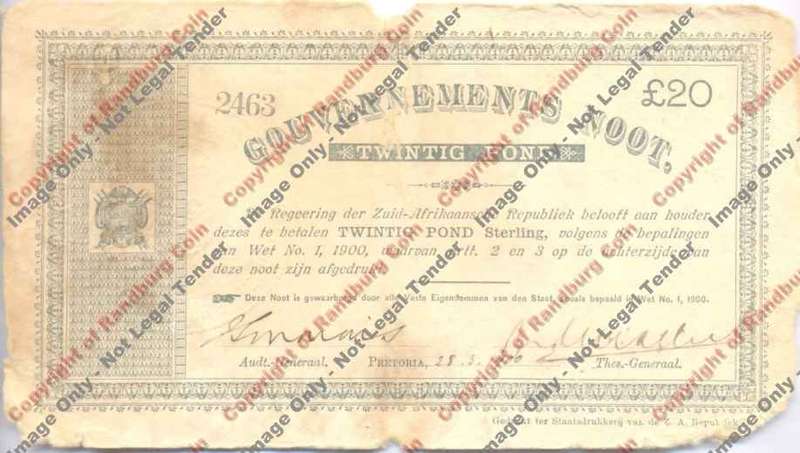 2463
£20
GOUVERNEMENTS NOOT,
TWINTIG POND
Regeering der Zuid-Afrikaansche Republiek belooft aan houder
dezes te betalen TWINTIG POND Sterling, volgens de bepalingen
van Wet No. 1, 1900, waarvan artt. 2 en 3 op de achterzijde van
deze noot zijn afgedrukt.
Deze Noot is gewaarborgd door alle Vaste Eigendommen van den Staat, zooals bepaald in Wet No. 1, 1900.
Audt.-Generaal. PRETORIA, 28 5 Thes.-Generaal.
Gedrukt ter Staatsdrukkerij van de Z. A. Republiek
Copyright of Randburg Coin
Image Only - Not Legal Tender